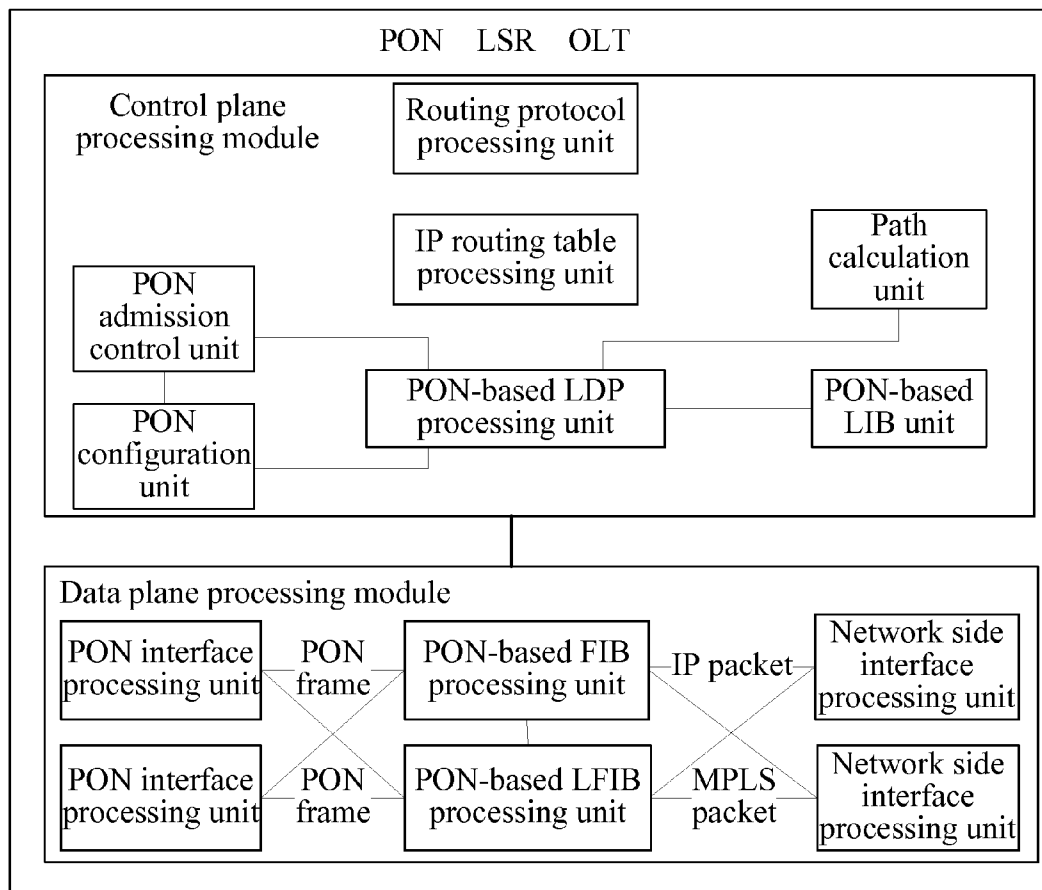 PON LSR OLT
Control plane
processing module
Routing protocol
processing unit
IP routing table
processing unit
Path
calculation
unit
PON
admission
control unit
PON-based LDP
processing unit
PON-based
LIB unit
PON
configuration
unit
Data plane processing module
PON interface
processing unit
PON
frame
PON-based FIB
processing unit
IP packet
Network side
interface
processing unit
PON interface
processing unit
PON
frame
PON-based LFIB
processing unit
MPLS
packet
Network side
interface
processing unit